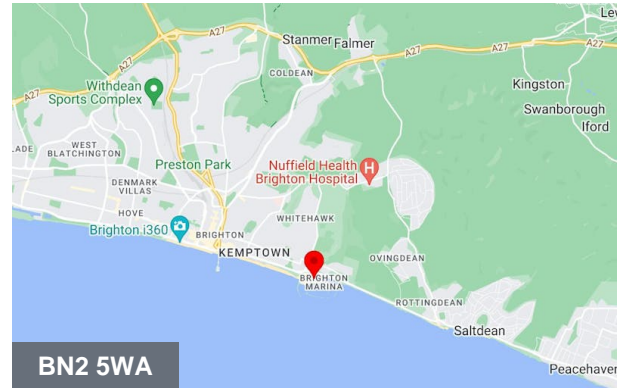 A27
Stanmer
Falmer
Lew
A27
COLDEAN
A27
A27
Withdean
Sports Complex
Kingston
Swanborough
Iford
LADE
WEST
BLATCHINGTON
Preston Park
Nuffield Health
Brighton Hospital
H
DENMARK
VILLAS
HOVE
WHITEHAWK
Brighton i360
BRIGHTON
KEMPTOWN
OVINGDEAN
BRIGHTON
MARINA
ROTTINGDEAN
Saltdean
BN2 5WA
Peacehaven